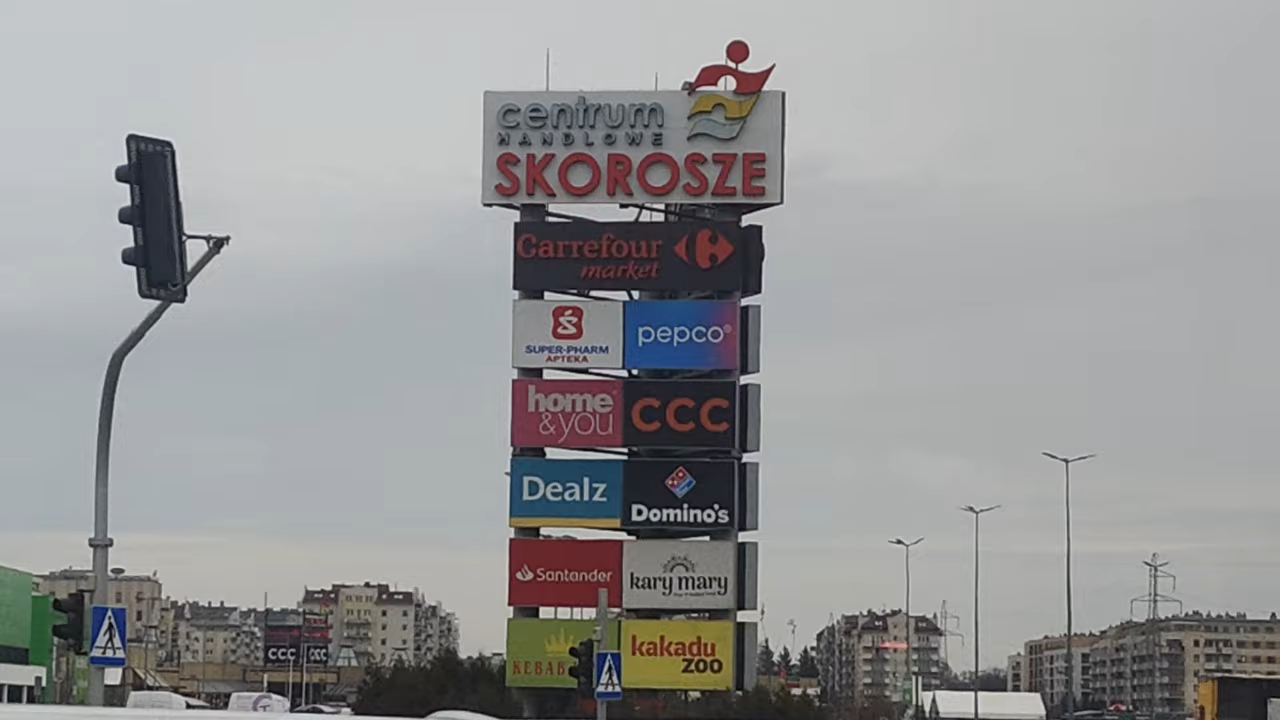 centrum
HANDLOWE
SKOROSZE
Carrefour
market
SUPER-PHARM
APTEKA
pepco®
home
&you
CCC
Dealz
Domino's
Santander
kary mary
KEBAB
kakadu
zoo
CCC
CCC